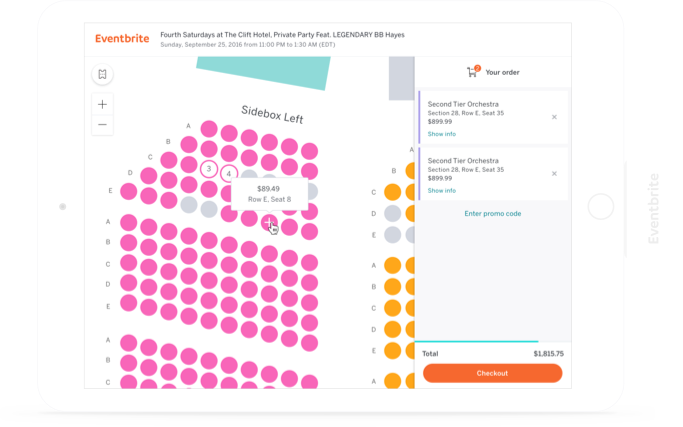 Eventbrite
Fourth Saturdays at The Clift Hotel. Private Party Feat. LEGENDARY BB Hayes
Sunday, September 25, 2016 from 11:00 PM to 1:30 AM (EDT)
2
Your order
+
−
Sidebox Left
A
B
C
D
E
3
4
$89.49
Row E, Seat 8
A
B
C
D
E
A
B
C
A
B
C
D
E
A
B
C
D
E
A
Second Tier Orchestra
Section 28, Row E, Seat 35
$899.99
Show info
Second Tier Orchestra
Section 28, Row E, Seat 35
$899.99
Show info
Enter promo code
Total
$1,815.75
Checkout
Eventbrite